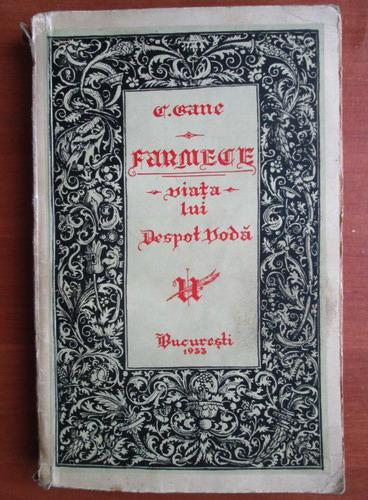 C. Gane
FARMECE
Viața
lui
Despot Vodă
U
București
1933